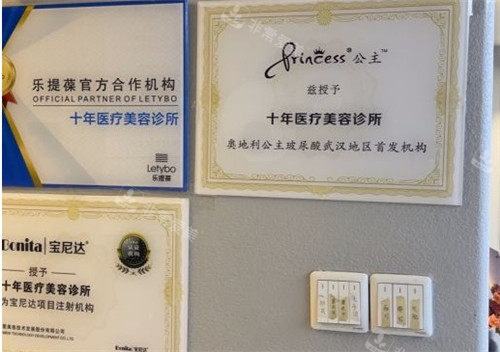 乐提葆官方合作机构
OFFICIAL PARTNER OF LETYBO
十年医疗美容诊所
Letybo
乐提葆
Princess® 公主™
兹授予
十年医疗美容诊所
奥地利公主玻尿酸武汉地区首发机构
Bonita 宝尼达®
授予
十年医疗美容诊所
为宝尼达项目注射机构